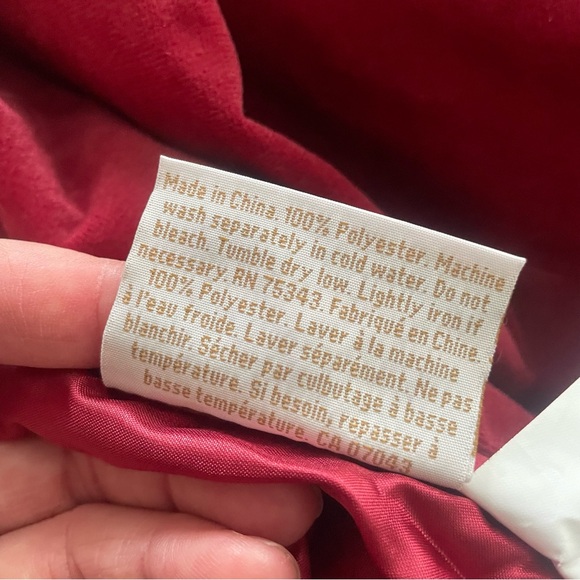 Made in China. 100% Polyester. Machine
wash separately in cold water. Do not
bleach. Tumble dry low. Lightly iron if
necessary. RN 75343. Fabriqué en Chine.
100% Polyester. Laver à la machine
à l'eau froide. Laver séparément. Ne pas
blanchir. Sécher par culbutage à basse
température. Si besoin, repasser à
basse température. CA 07043